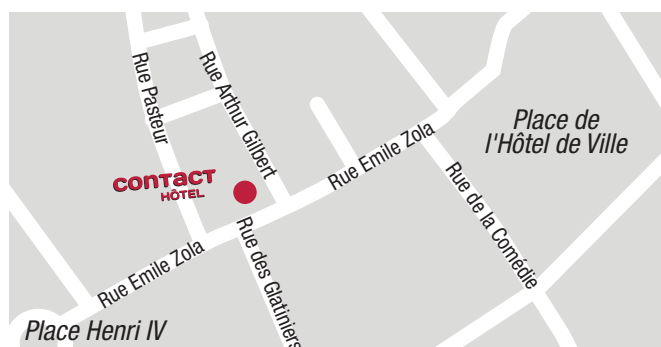 Rue Pasteur
Rue Arthur Gilbert
Place de
l'Hôtel de Ville
Rue Emile Zola
contact
HÔTEL
Rue de la Comédie
Rue Emile Zola
Rue des Glatiniers
Place Henri IV